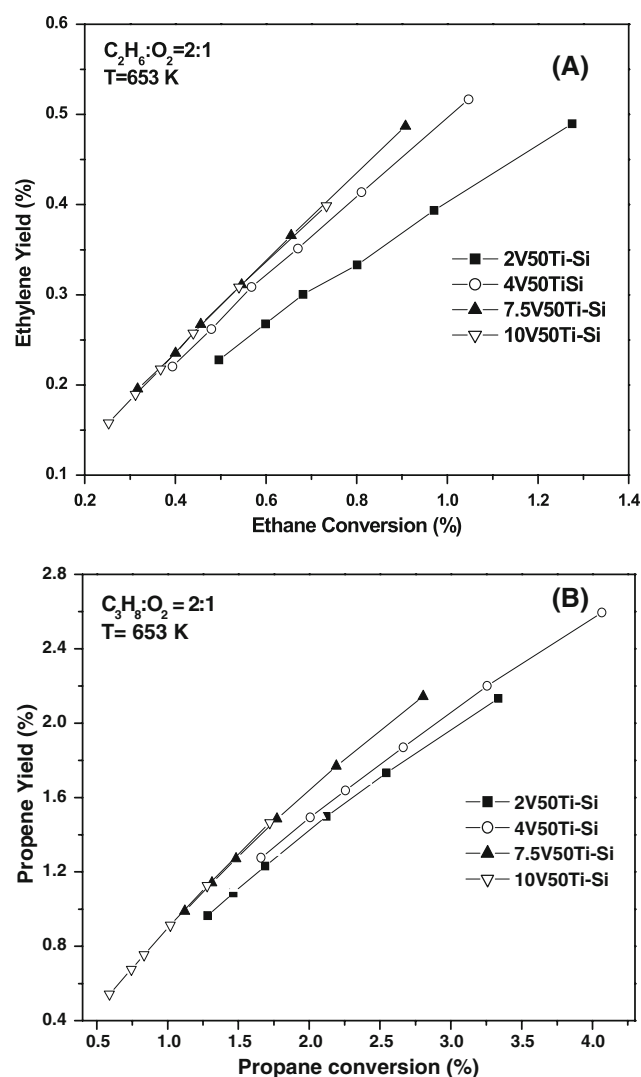 C2H6:O2=2:1
T=653 K
(A)
0.6
0.5
0.4
0.3
0.2
0.1
Ethylene Yield (%)
2V50Ti-Si
4V50TiSi
7.5V50Ti-Si
10V50Ti-Si
0.2 0.4 0.6 0.8 1.0 1.2 1.4
Ethane Conversion (%)
C3H8:O2 = 2:1
T= 653 K
(B)
2.8
2.4
2.0
1.6
1.2
0.8
0.4
Propene Yield (%)
2V50Ti-Si
4V50Ti-Si
7.5V50Ti-Si
10V50Ti-Si
0.5 1.0 1.5 2.0 2.5 3.0 3.5 4.0
Propane conversion (%)